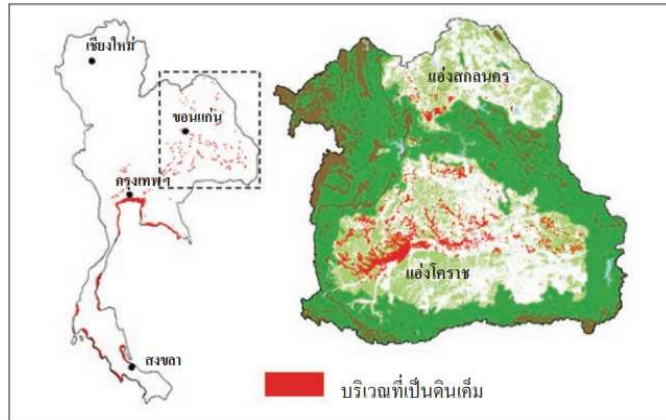 เชียงใหม่
ขอนแก่น
กรุงเทพฯ
สงขลา
แอ่งสกลนคร
แอ่งโคราช
บริเวณที่เป็นดินเค็ม